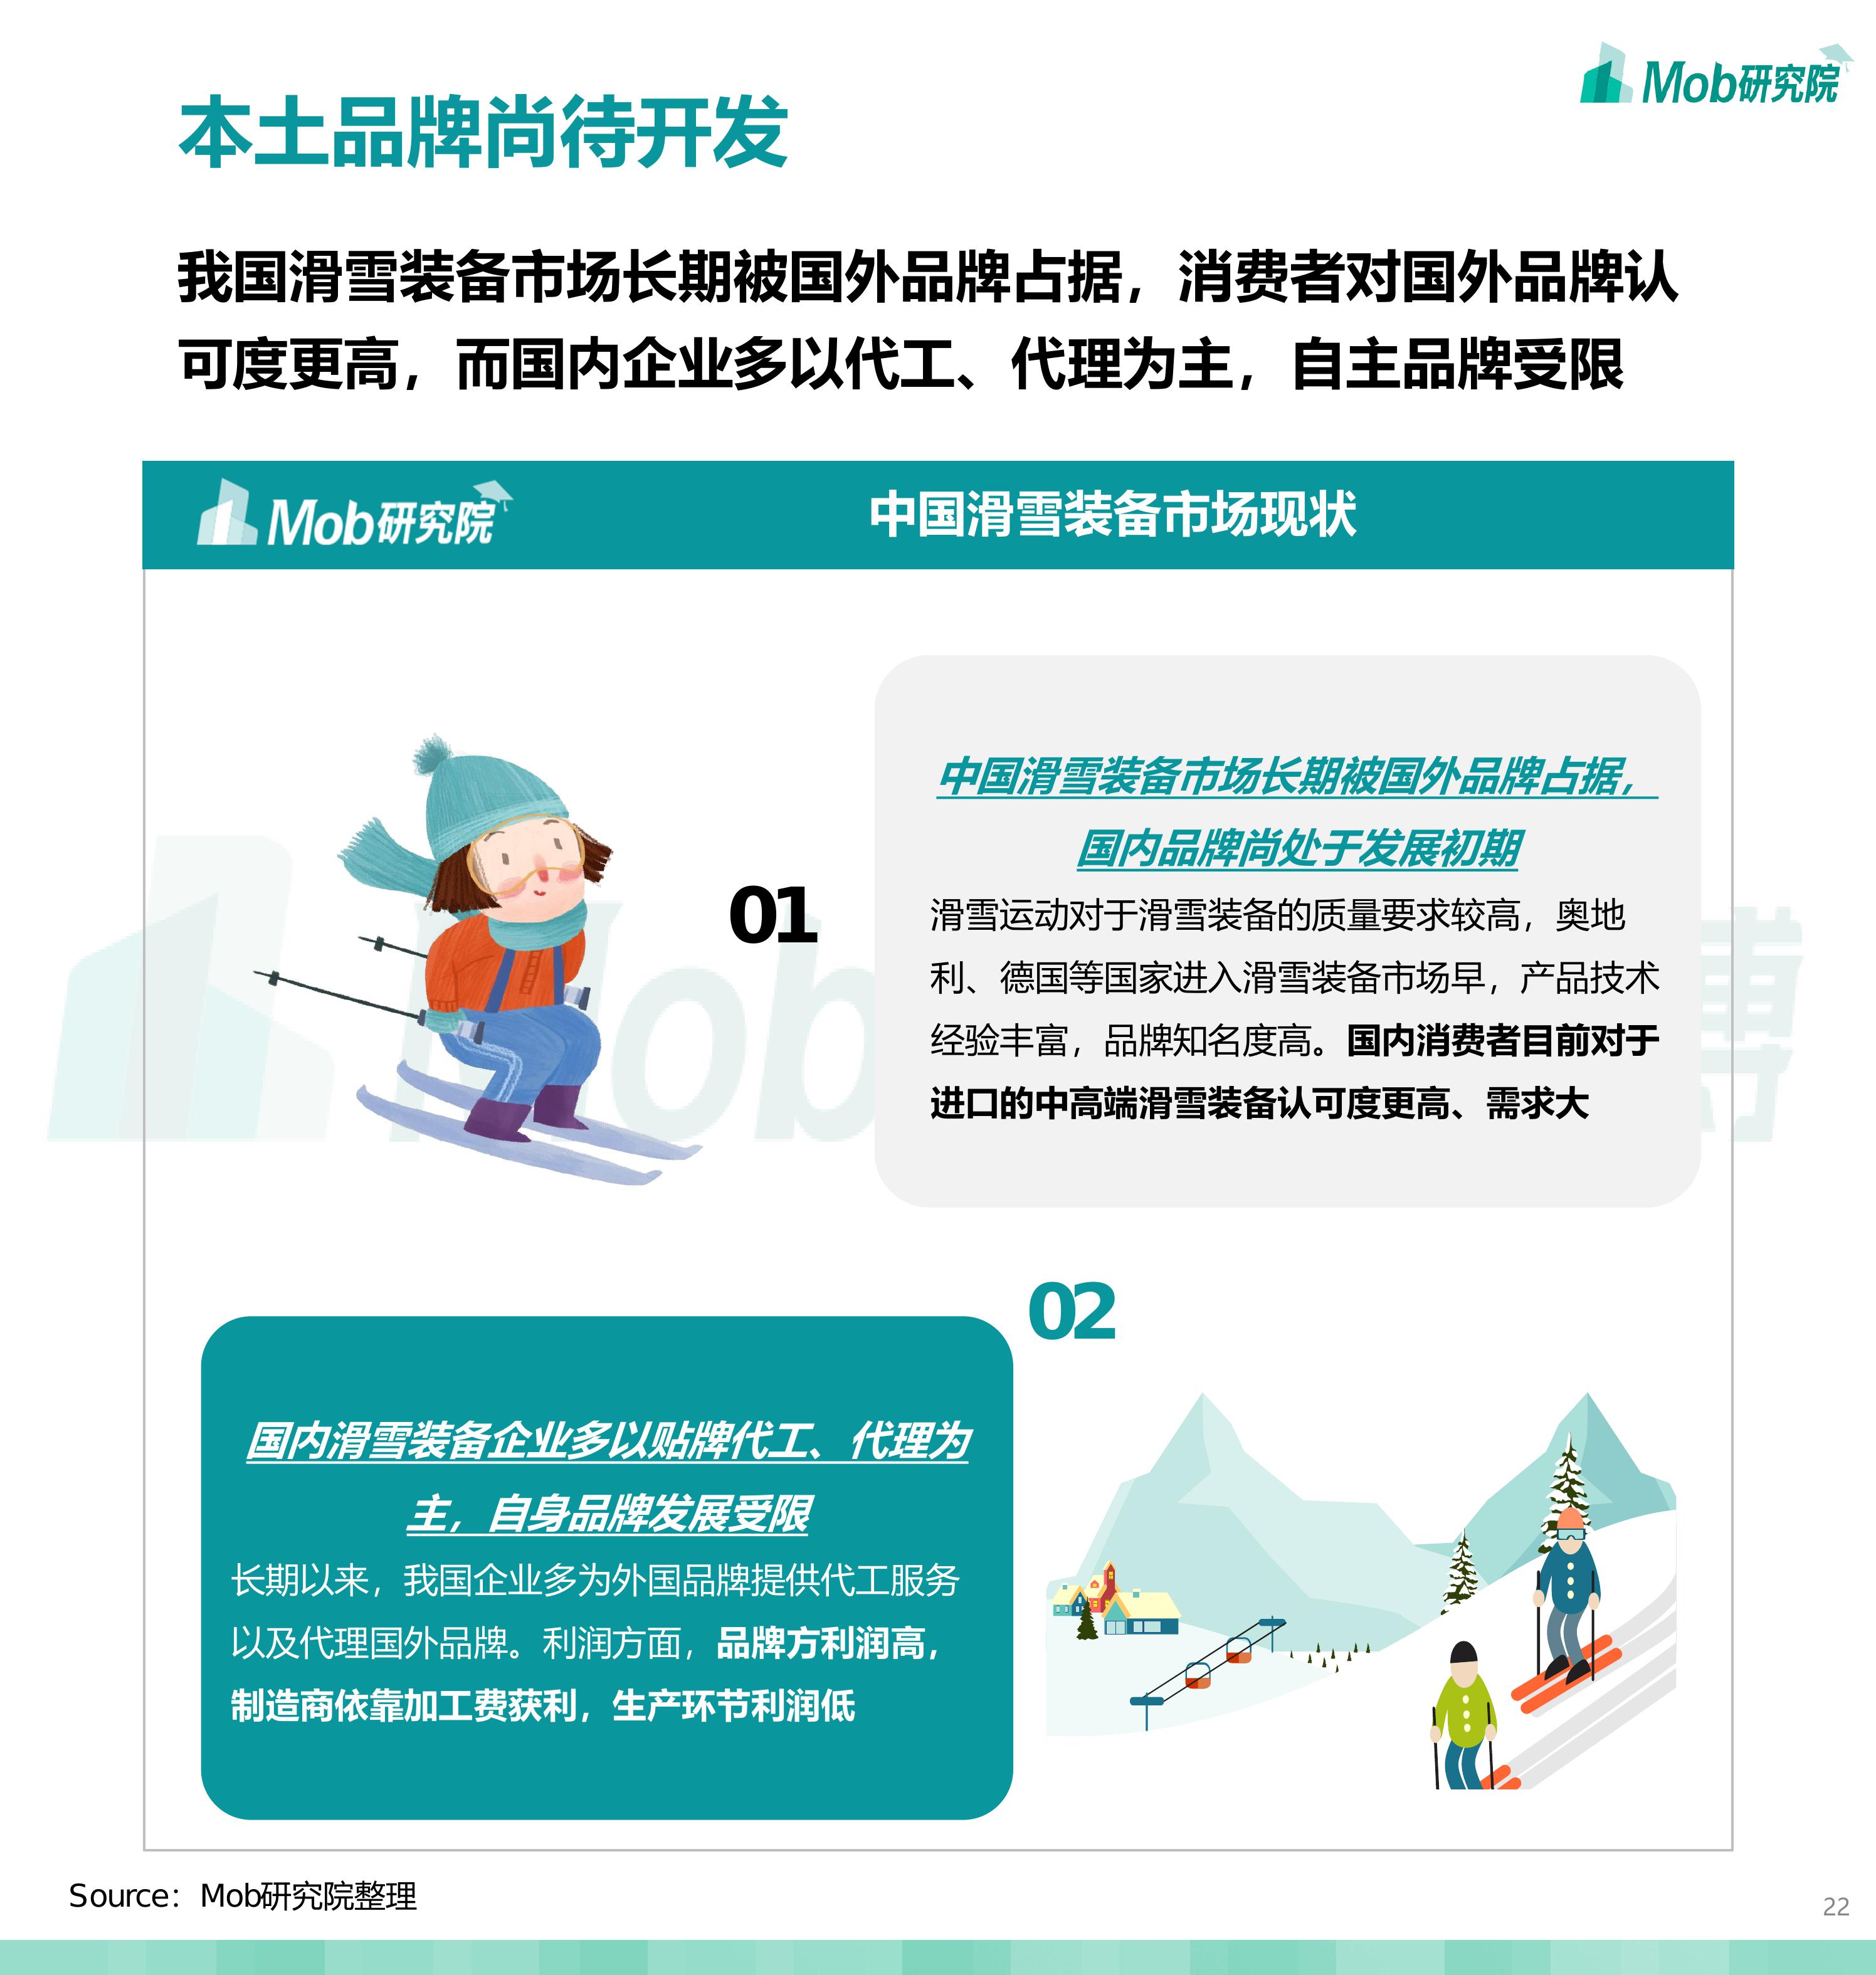 Mob研究院
本土品牌尚待开发
我国滑雪装备市场长期被国外品牌占据，消费者对国外品牌认
可度更高，而国内企业多以代工、代理为主，自主品牌受限
Mob研究院
中国滑雪装备市场现状
01
中国滑雪装备市场长期被国外品牌占据，
国内品牌尚处于发展初期
滑雪运动对于滑雪装备的质量要求较高，奥地
利、德国等国家进入滑雪装备市场早，产品技术
经验丰富，品牌知名度高。国内消费者目前对于
进口的中高端滑雪装备认可度更高、需求大
02
国内滑雪装备企业多以贴牌代工、代理为
主，自身品牌发展受限
长期以来，我国企业多为外国品牌提供代工服务
以及代理国外品牌。利润方面，品牌方利润高，
制造商依靠加工费获利，生产环节利润低
Source：Mob研究院整理
22